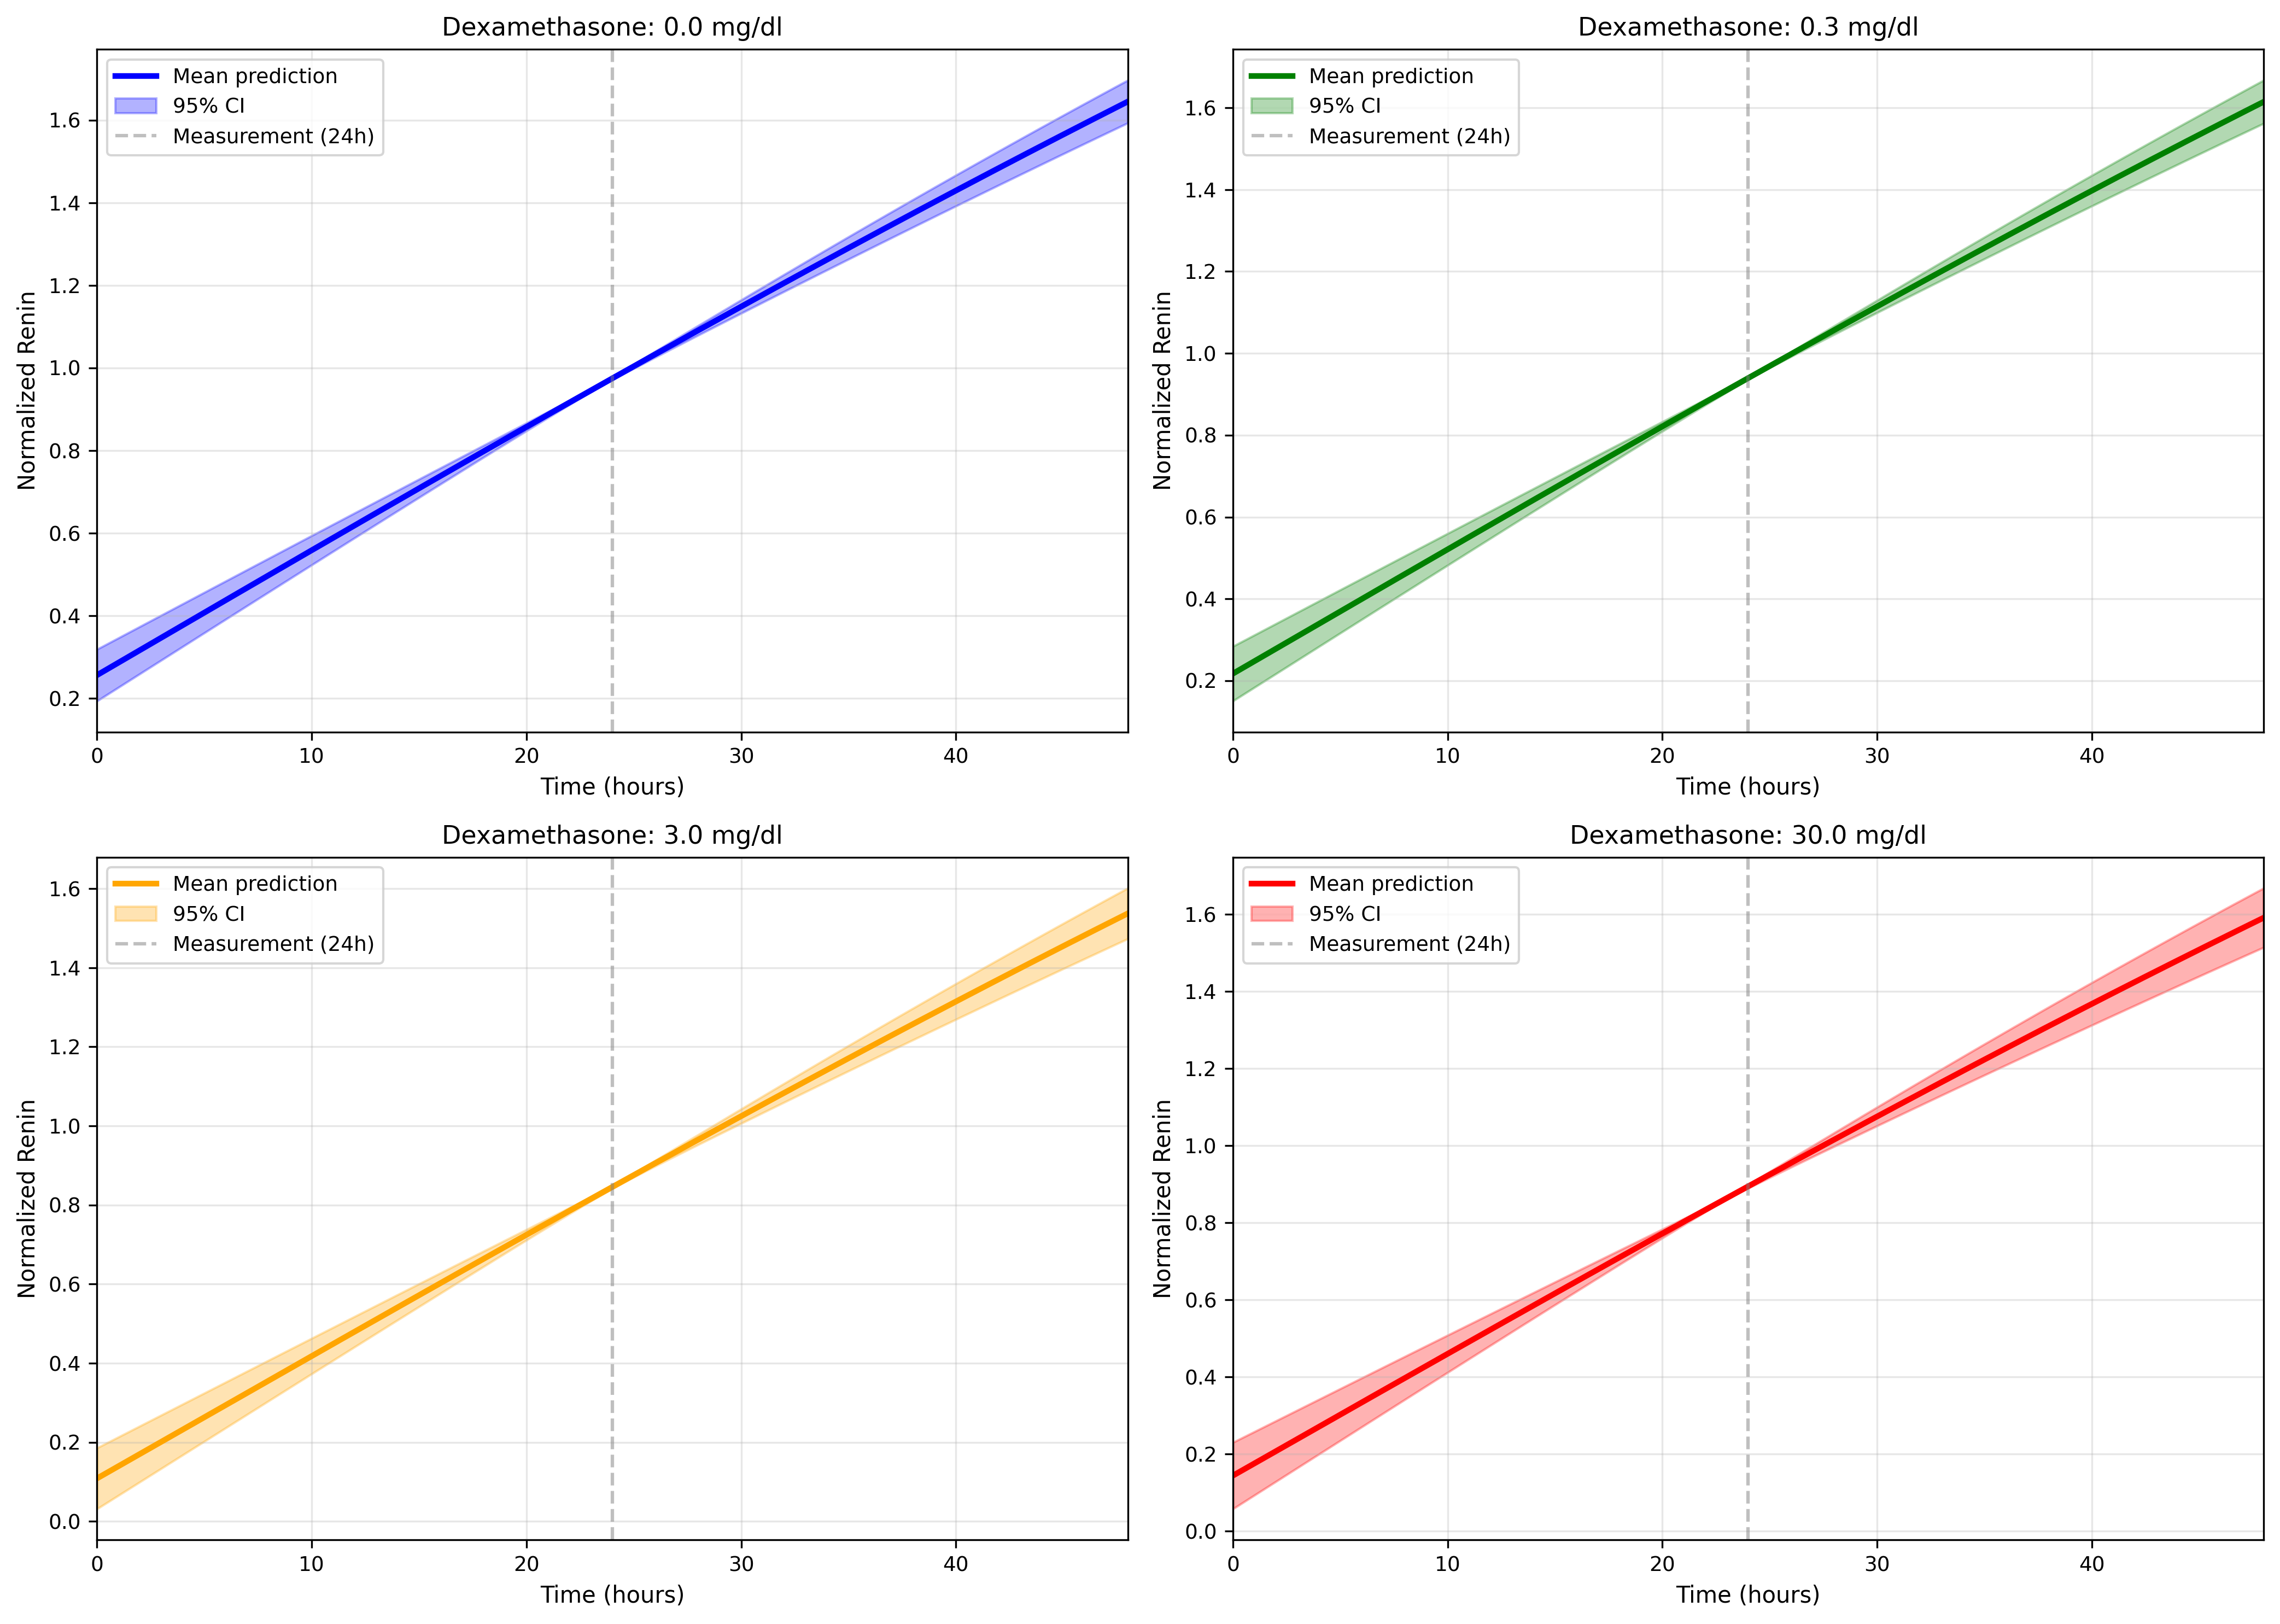 Dexamethasone: 0.0 mg/dl
Mean prediction
95% CI
Measurement (24h)
Normalized Renin
1.6
1.4
1.2
1.0
0.8
0.6
0.4
0.2
0
10
20
30
40
Time (hours)
Dexamethasone: 0.3 mg/dl
Mean prediction
95% CI
Measurement (24h)
Normalized Renin
1.6
1.4
1.2
1.0
0.8
0.6
0.4
0.2
0
10
20
30
40
Time (hours)
Dexamethasone: 3.0 mg/dl
Mean prediction
95% CI
Measurement (24h)
Normalized Renin
1.6
1.4
1.2
1.0
0.8
0.6
0.4
0.2
0.0
0
10
20
30
40
Time (hours)
Dexamethasone: 30.0 mg/dl
Mean prediction
95% CI
Measurement (24h)
Normalized Renin
1.6
1.4
1.2
1.0
0.8
0.6
0.4
0.2
0.0
0
10
20
30
40
Time (hours)